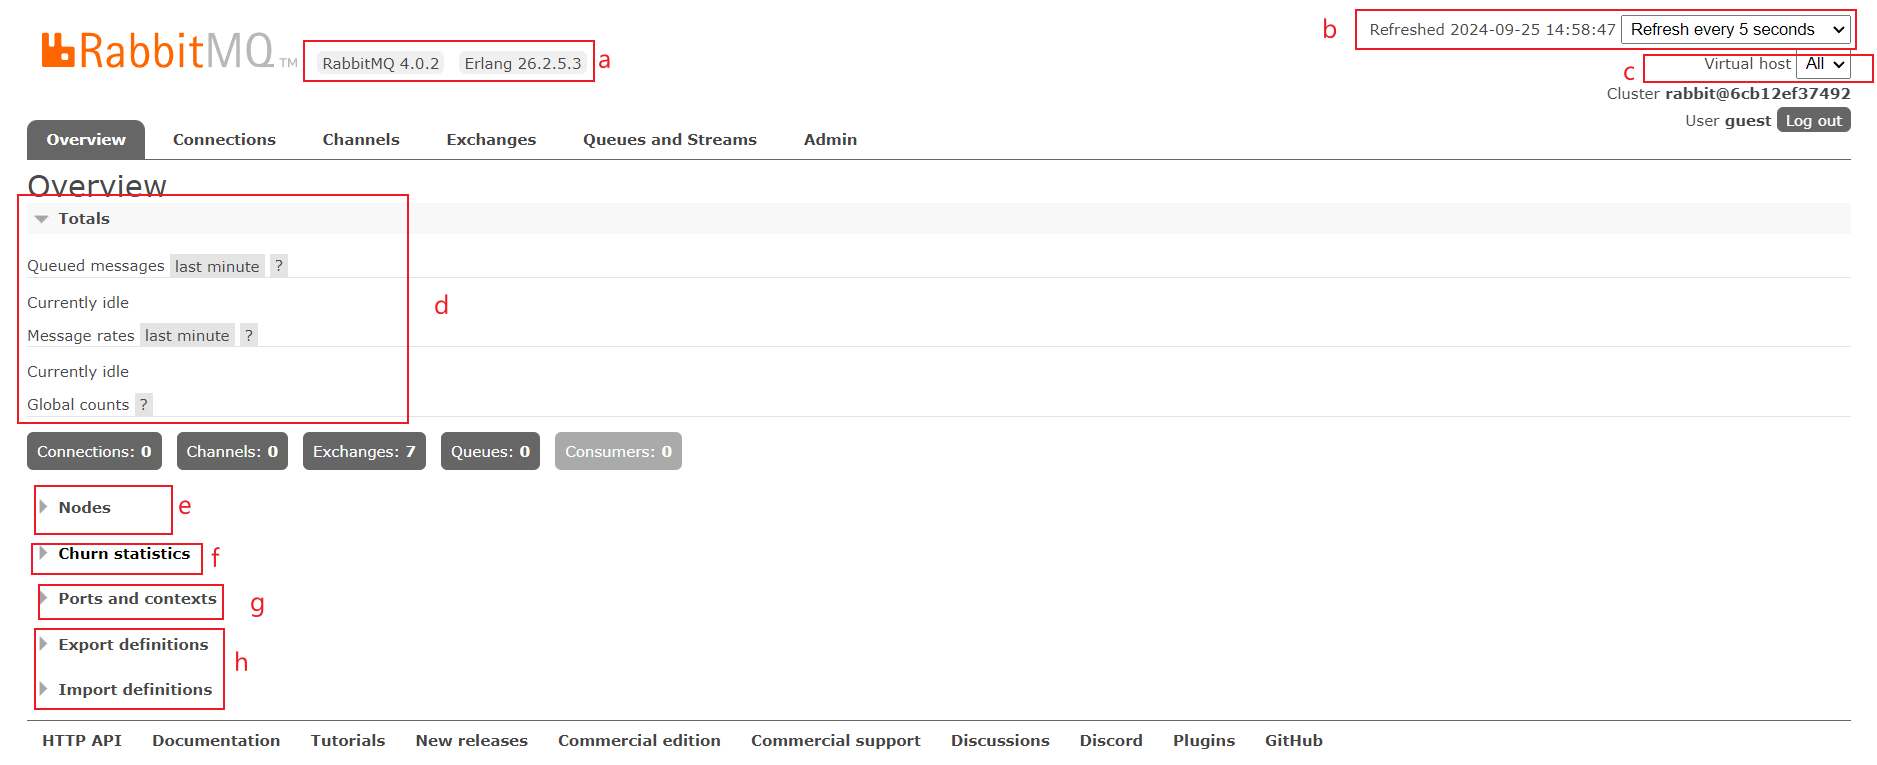 RabbitMQ TM
RabbitMQ 4.0.2 Erlang 26.2.5.3 a
b Refreshed 2024-09-25 14:58:47 Refresh every 5 seconds
c Virtual host All
Cluster rabbit@6cb12ef37492
User guest Log out
Overview Connections Channels Exchanges Queues and Streams Admin
Overview
Totals
Queued messages last minute ?
Currently idle
d
Message rates last minute ?
Currently idle
Global counts ?
Connections: 0 Channels: 0 Exchanges: 7 Queues: 0 Consumers: 0
Nodes e
Churn statistics f
Ports and contexts g
Export definitions
h
Import definitions
HTTP API Documentation Tutorials New releases Commercial edition Commercial support Discussions Discord Plugins GitHub